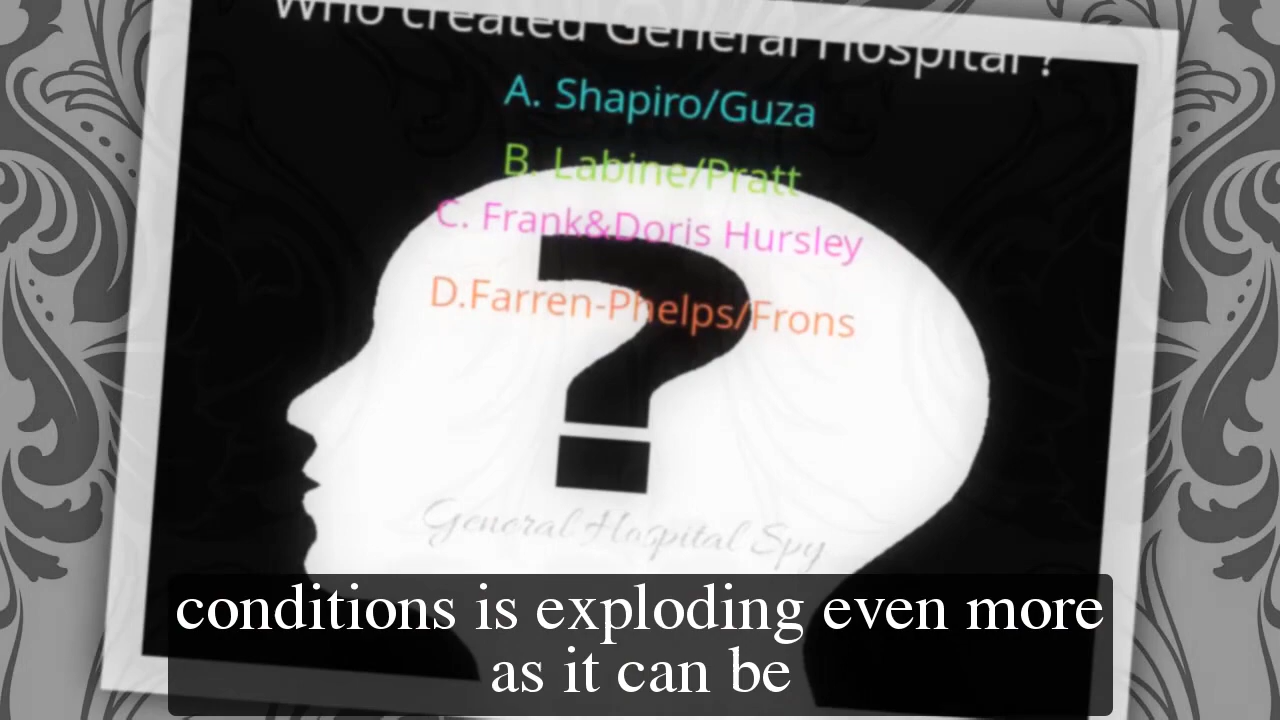 Who created General Hospital ?
A. Shapiro/Guza
B. Labine/Pratt
C. Frank&Doris Hursley
D.Farren-Phelps/Frons
General Hospital Spy
conditions is exploding even more
as it can be